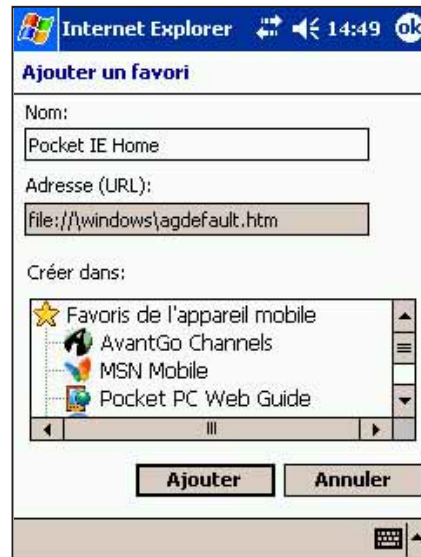 Internet Explorer 14:49 ok
Ajouter un favori
Nom:
Pocket IE Home
Adresse (URL):
file://\windows\agdefault.htm
Créer dans:
Favoris de l'appareil mobile
AvantGo Channels
MSN Mobile
Pocket PC Web Guide
Ajouter Annuler